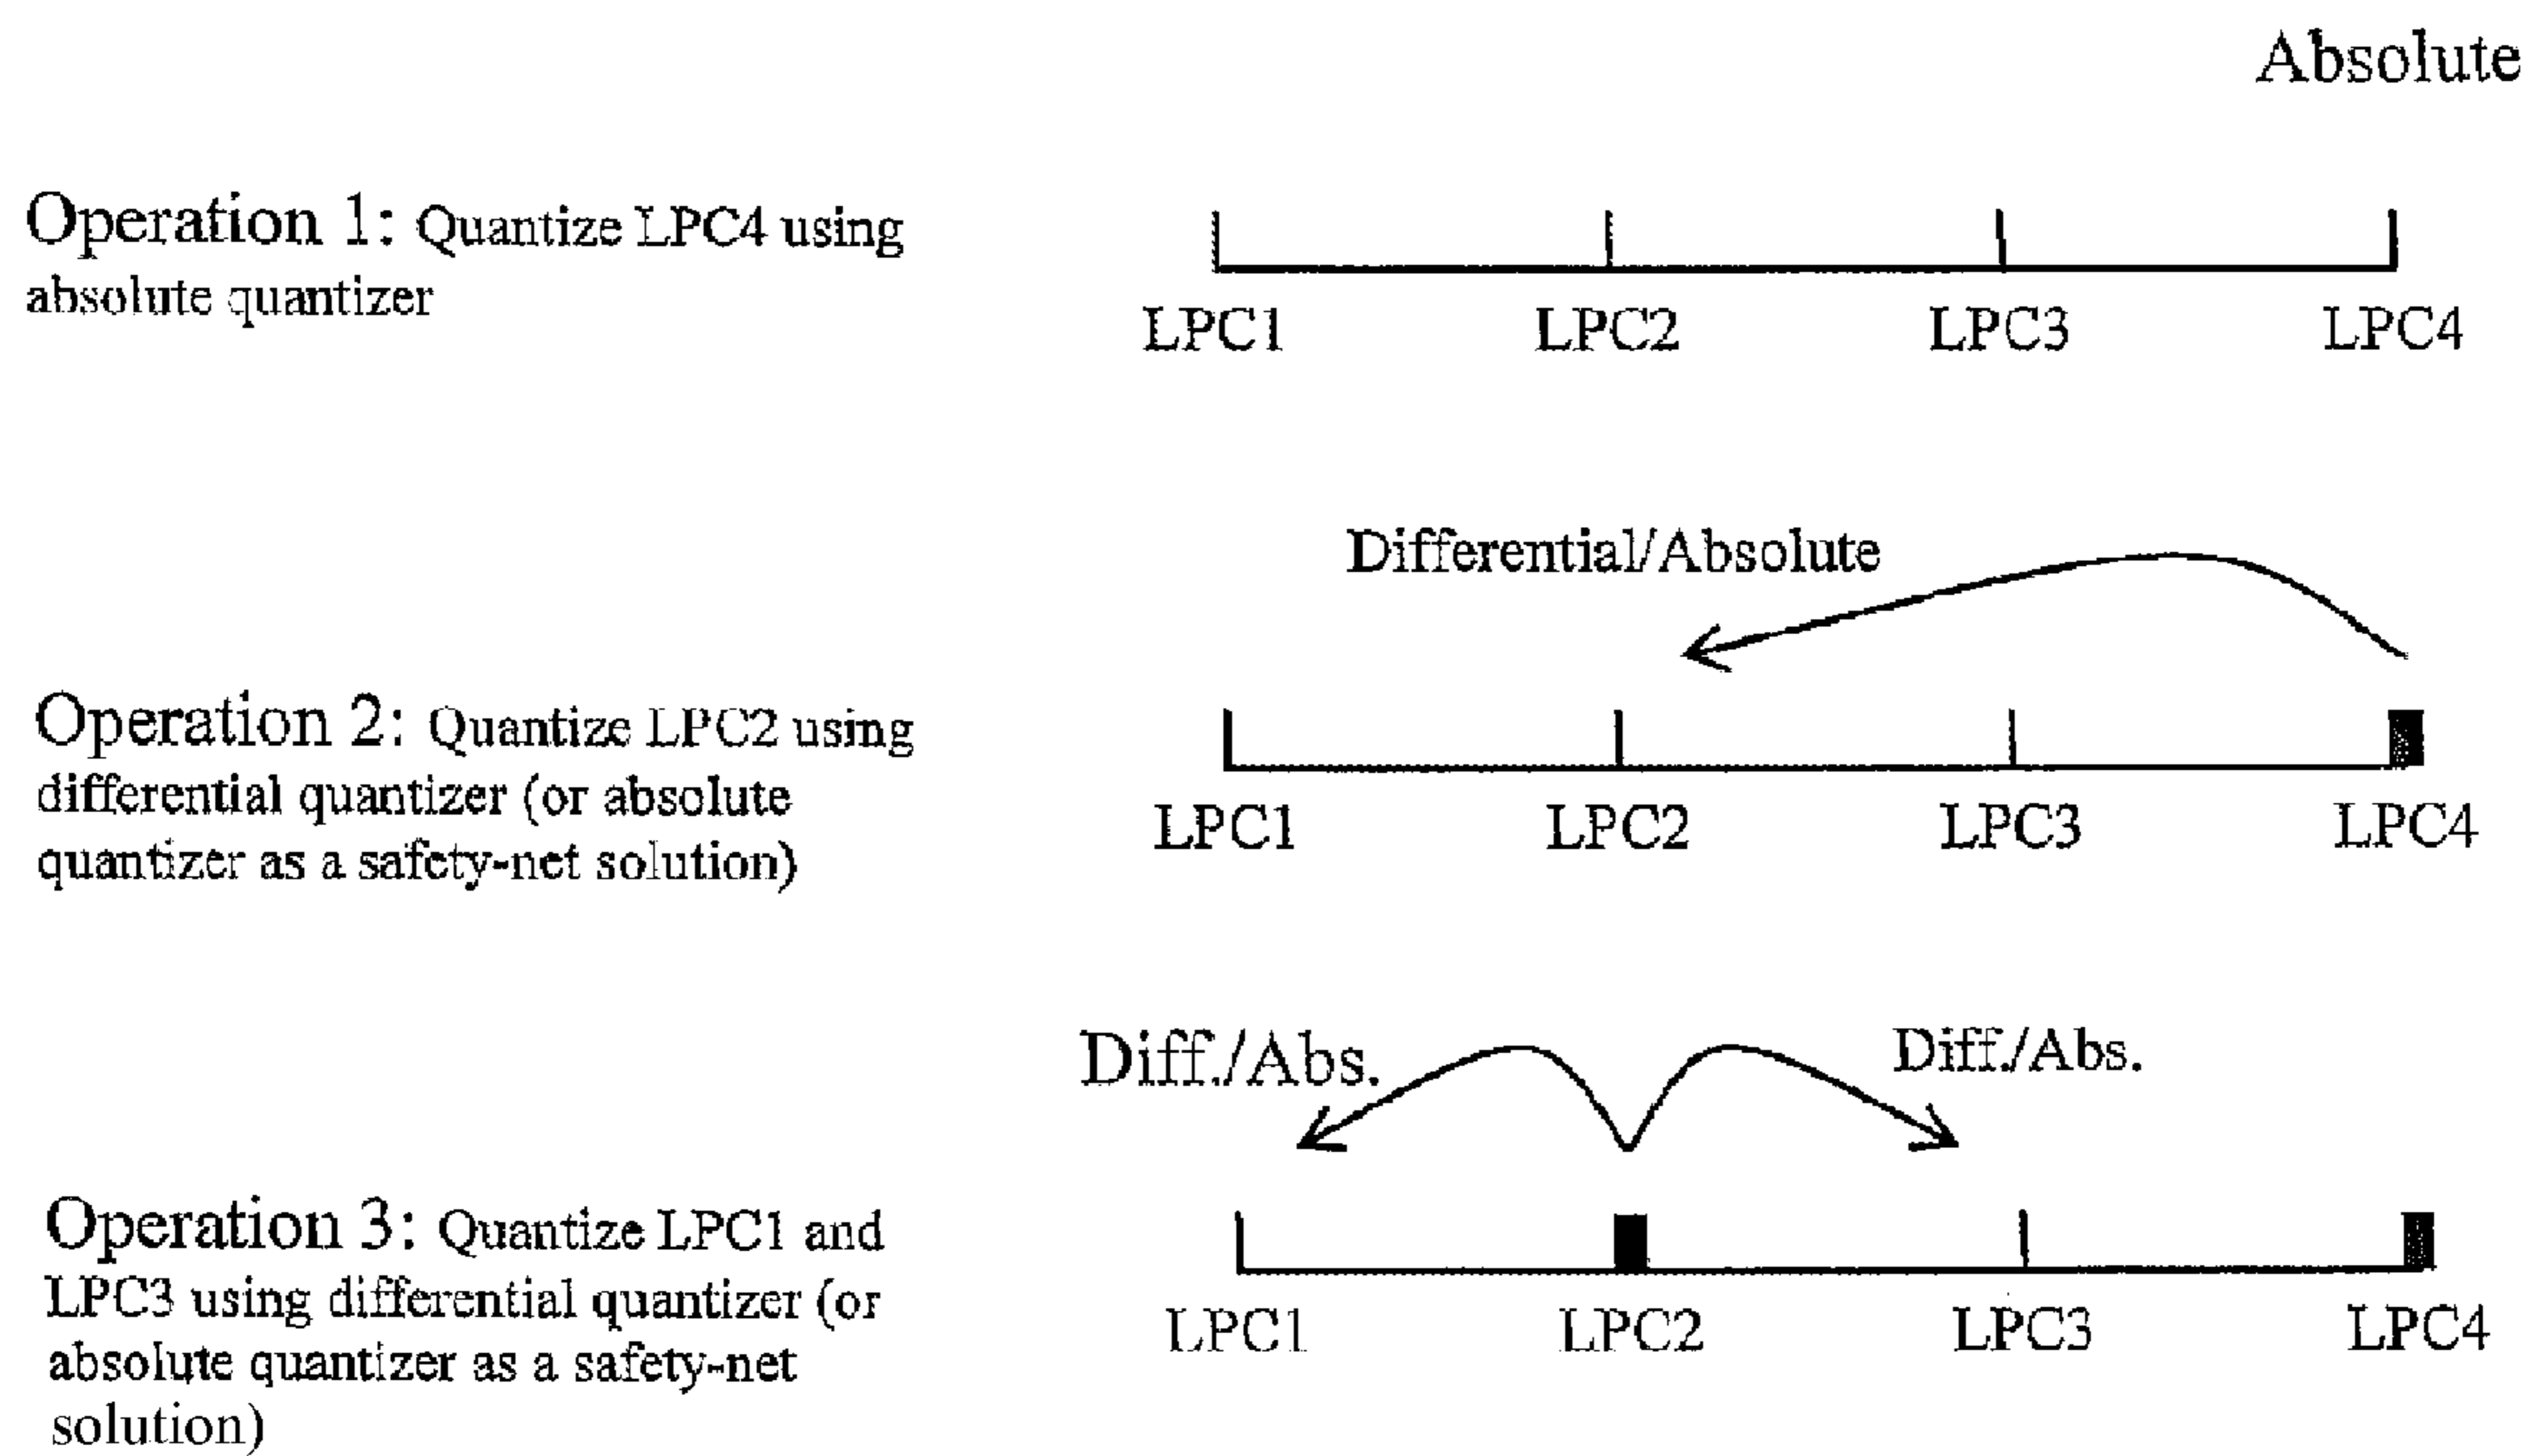 Absolute
Operation 1: Quantize LPC4 using
absolute quantizer
LPC1 LPC2 LPC3 LPC4
Differential/Absolute
Operation 2: Quantize LPC2 using
differential quantizer (or absolute
quantizer as a safety-net solution)
LPC1 LPC2 LPC3 LPC4
Diff./Abs. Diff./Abs.
Operation 3: Quantize LPC1 and
LPC3 using differential quantizer (or
absolute quantizer as a safety-net
solution)
LPC1 LPC2 LPC3 LPC4